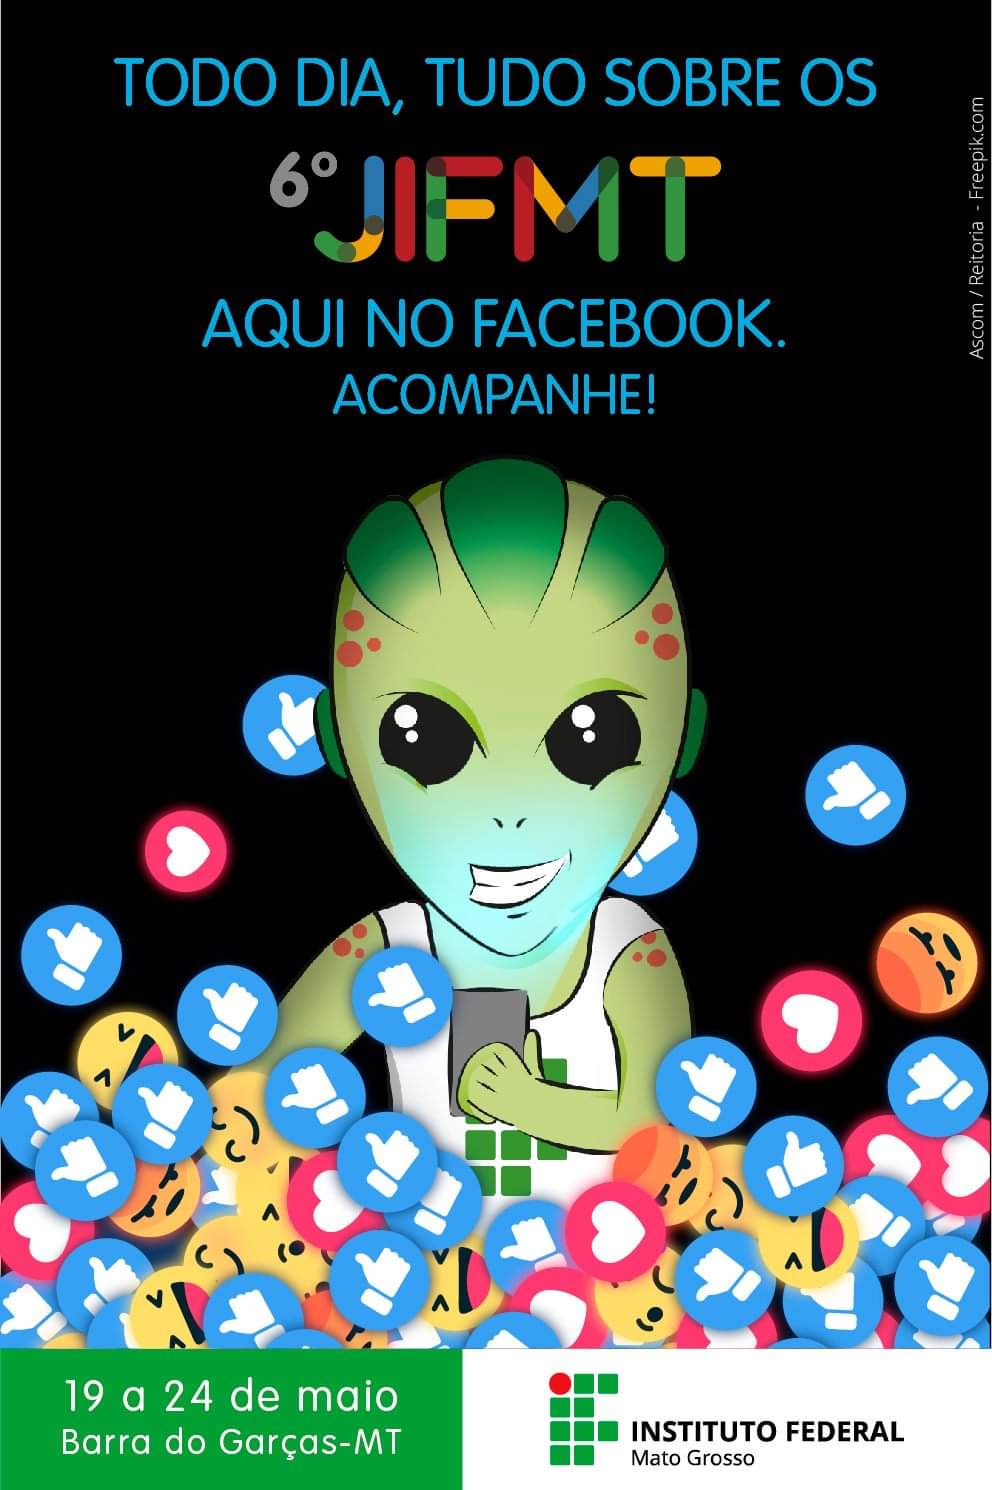 TODO DIA, TUDO SOBRE OS
6º JIFMT
AQUI NO FACEBOOK.
ACOMPANHE!
Ascom / Reitoria - Freepik.com
19 a 24 de maio
Barra do Garças-MT
INSTITUTO FEDERAL
Mato Grosso